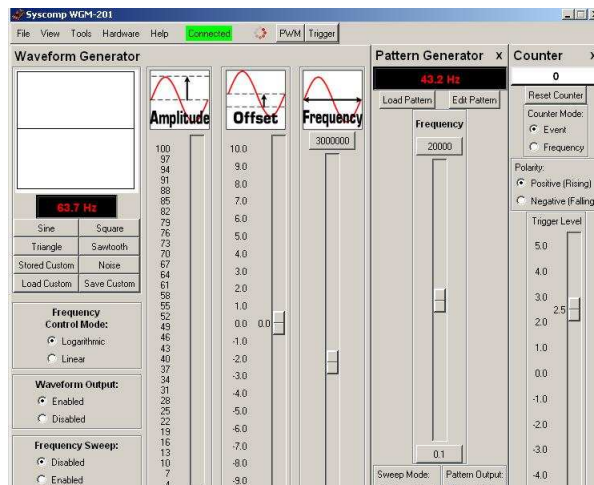 Syscomp WGM-201
File View Tools Hardware Help Connected PWM Trigger
Waveform Generator
63.7 Hz
Sine Square
Triangle Sawtooth
Stored Custom Noise
Load Custom Save Custom
Frequency
Control Mode:
Logarithmic
Linear
Waveform Output:
Enabled
Disabled
Frequency Sweep:
Disabled
Enabled
Amplitude
100
97
94
91
88
85
82
79
76
73
70
67
64
61
58
55
52
49
46
43
40
37
34
31
28
25
22
19
16
13
10
7
Offset
10.0
9.0
8.0
7.0
6.0
5.0
4.0
3.0
2.0
1.0
0.0 0.0
-1.0
-2.0
-3.0
-4.0
-5.0
-6.0
-7.0
-8.0
-9.0
Frequency
3000000
Pattern Generator x
43.2 Hz
Load Pattern Edit Pattern
Frequency
20000
0.1
Sweep Mode: Pattern Output:
Counter
0
Reset Counter
Counter Mode:
Event
Frequency
Polarity:
Positive (Rising)
Negative (Falling
Trigger Level
5.0
4.0
3.0
2.5
2.0
1.0
0.0
-1.0
-2.0
-3.0
-4.0